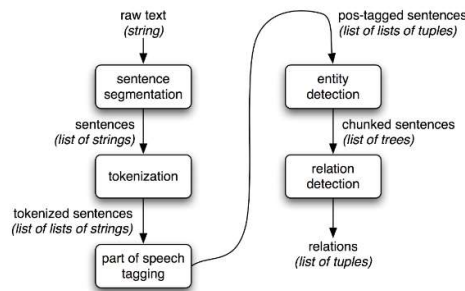 raw text
(string)
sentence
segmentation
sentences
(list of strings)
tokenization
tokenized sentences
(list of lists of strings)
part of speech
tagging
pos-tagged sentences
(list of lists of tuples)
entity
detection
chunked sentences
(list of trees)
relation
detection
relations
(list of tuples)